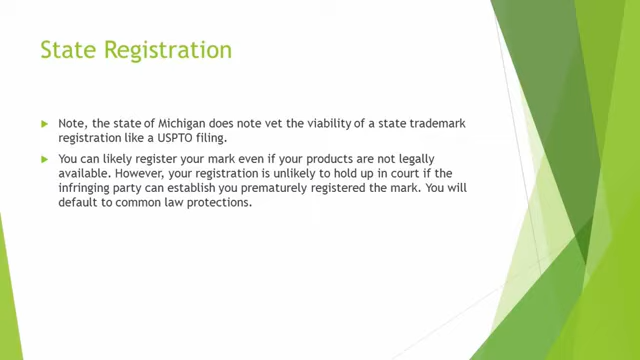 State Registration
Note, the state of Michigan does note vet the viability of a state trademark
registration like a USPTO filing.
You can likely register your mark even if your products are not legally
available. However, your registration is unlikely to hold up in court if the
infringing party can establish you prematurely registered the mark. You will
default to common law protections.